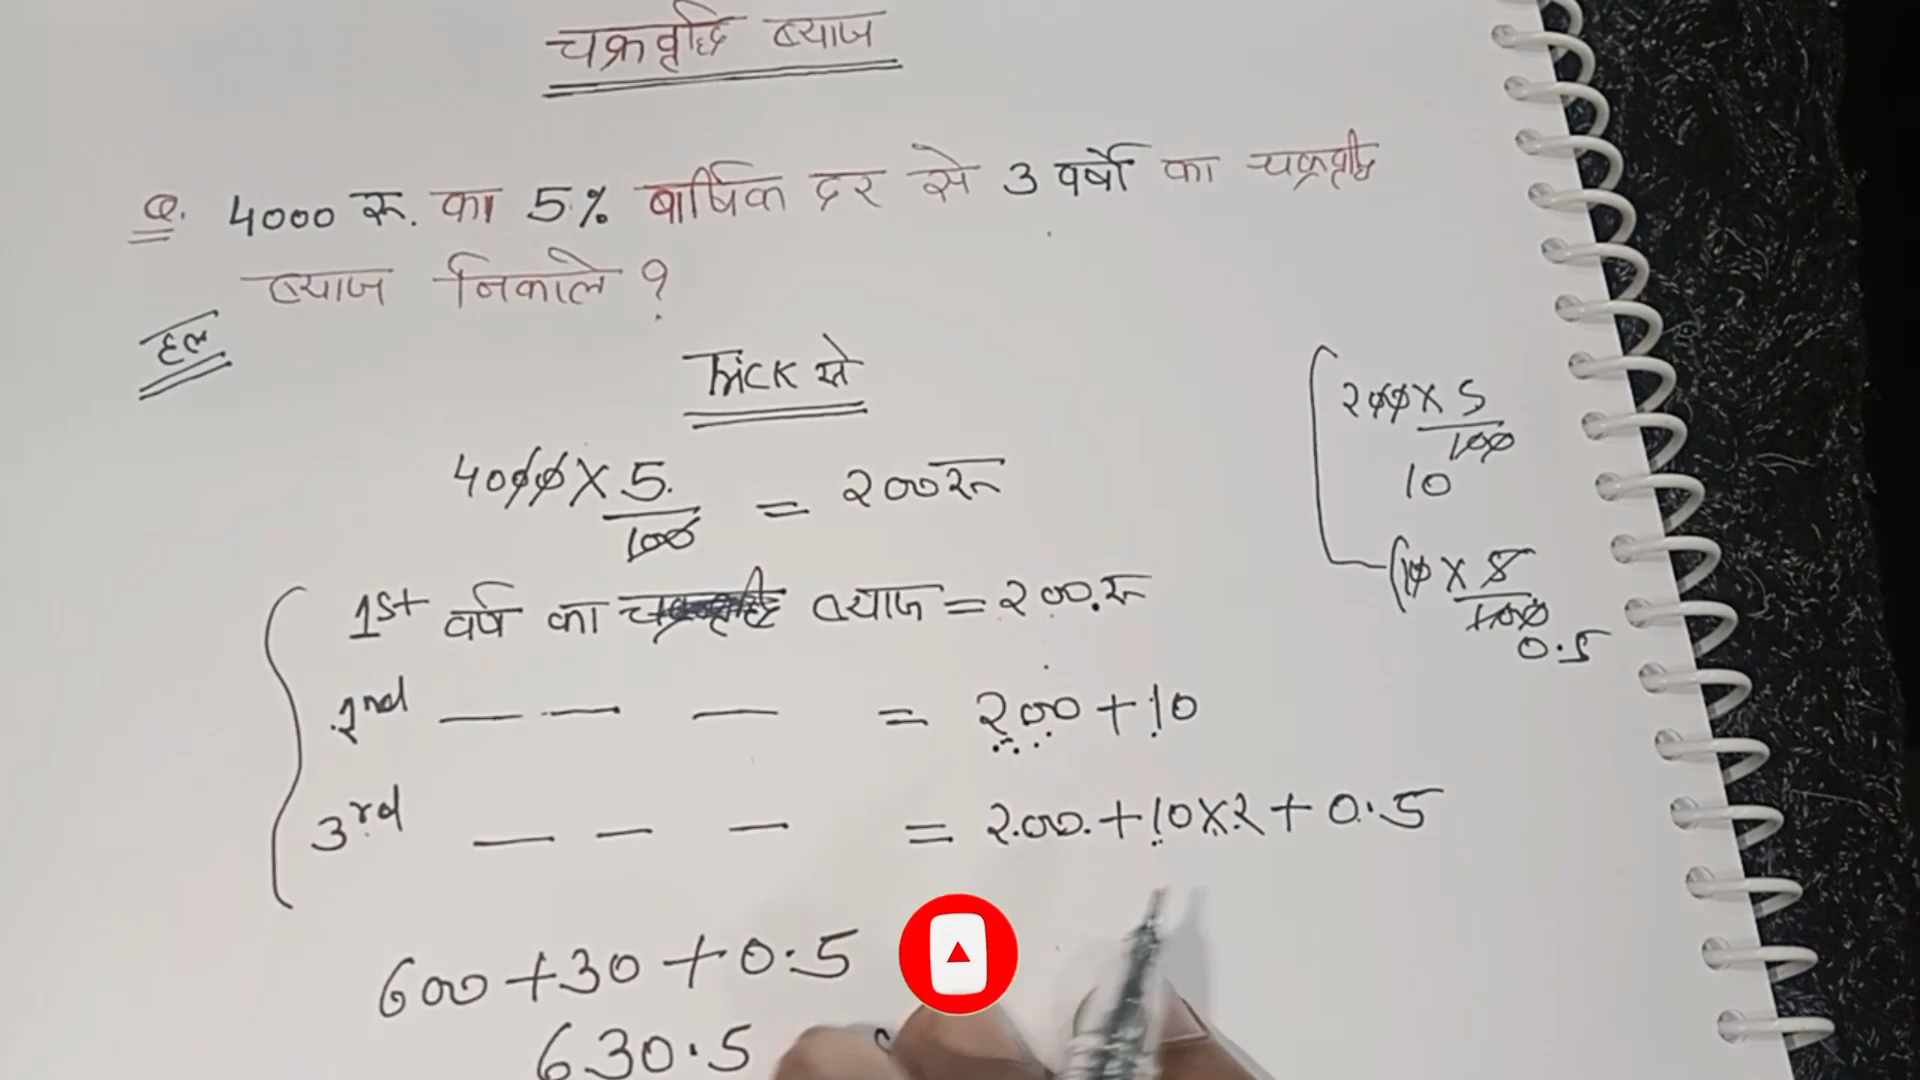 चक्रवृद्धि ब्याज
Q. 4000 रू. का 5% बार्षिक दर से 3 वर्षो का चक्रवृद्धि
ब्याज निकाले ?
हल
Trick से
4000 × 5/100 = 200 रू
1st वर्ष का ब्याज = 200.रू
2nd — — — = 200 + 10
3rd — — — = 200 + 10×2 + 0.5
600 + 30 + 0.5
630.5
200 × 5/100
10
10 × 5/100
0.5